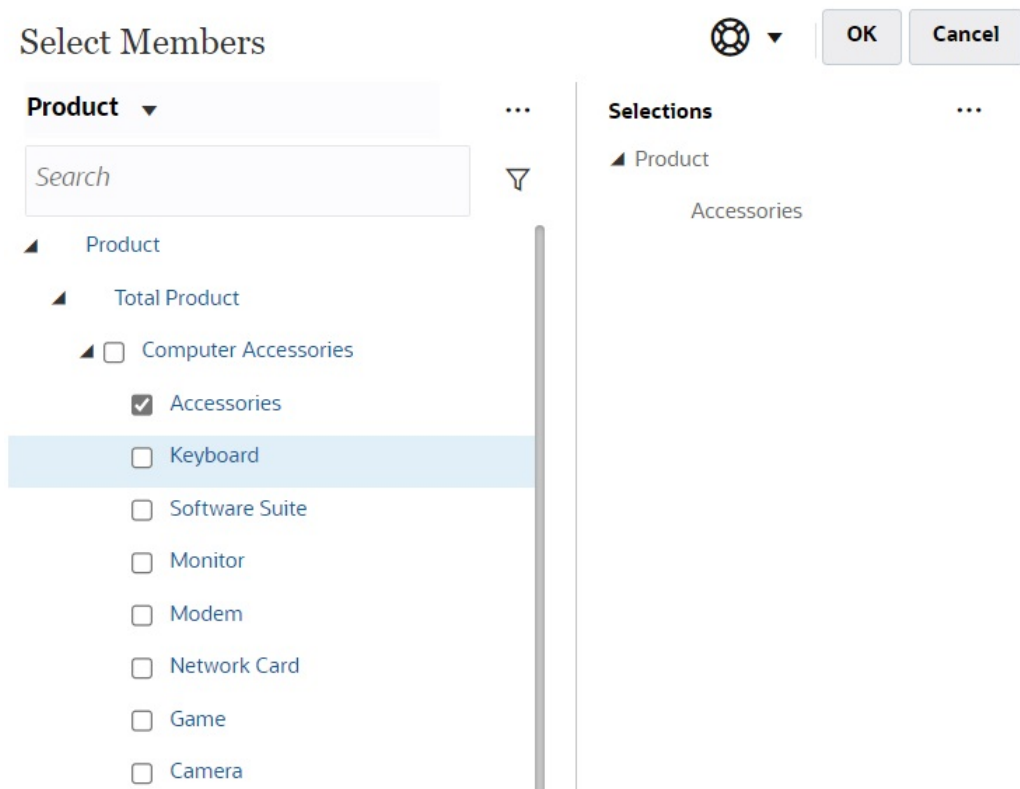 Select Members
OK
Cancel
Product
...
Search
Product
Total Product
Computer Accessories
Accessories
Keyboard
Software Suite
Monitor
Modem
Network Card
Game
Camera
Selections
...
Product
Accessories